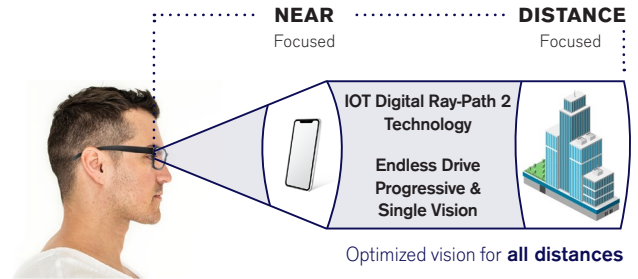 NEAR
Focused
DISTANCE
Focused
IOT Digital Ray-Path 2
Technology
Endless Drive
Progressive &
Single Vision
Optimized vision for all distances